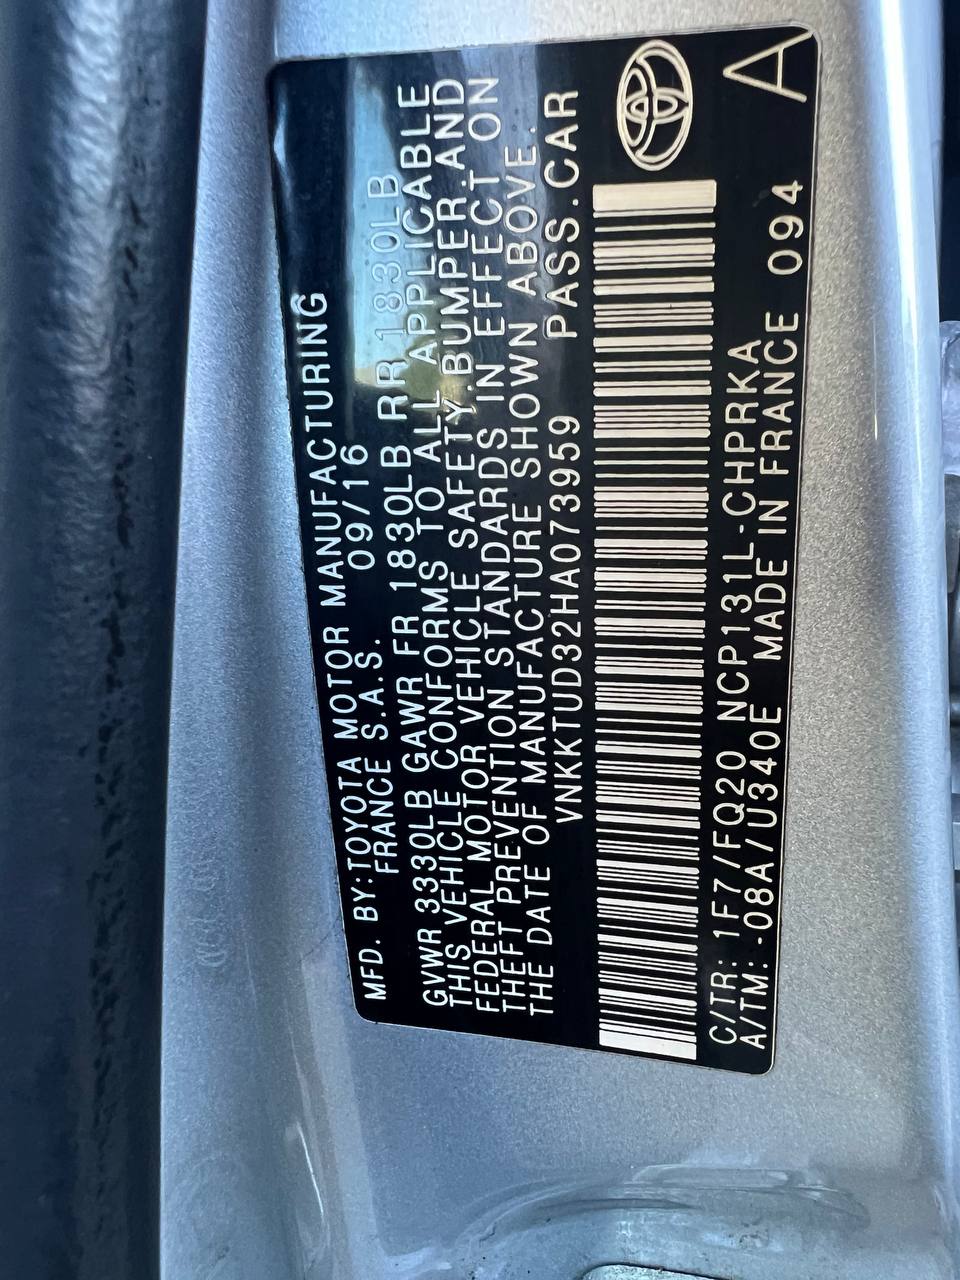 MFD. BY:TOYOTA MOTOR MANUFACTURING
FRANCE S.A.S. 09/16
GVWR 3330LB GAWR FR 1830LB RR 1830LB
THIS VEHICLE CONFORMS TO ALL APPLICABLE
FEDERAL MOTOR VEHICLE SAFETY.BUMPER.AND
THEFT PREVENTION STANDARDS IN EFFECT ON
THE DATE OF MANUFACTURE SHOWN ABOVE.
VNKKTUD32HA073959 PASS.CAR
C/TR: 1F7/FQ20 NCP131L-CHPRKA
A/TM:-08A/U340E MADE IN FRANCE 094 A